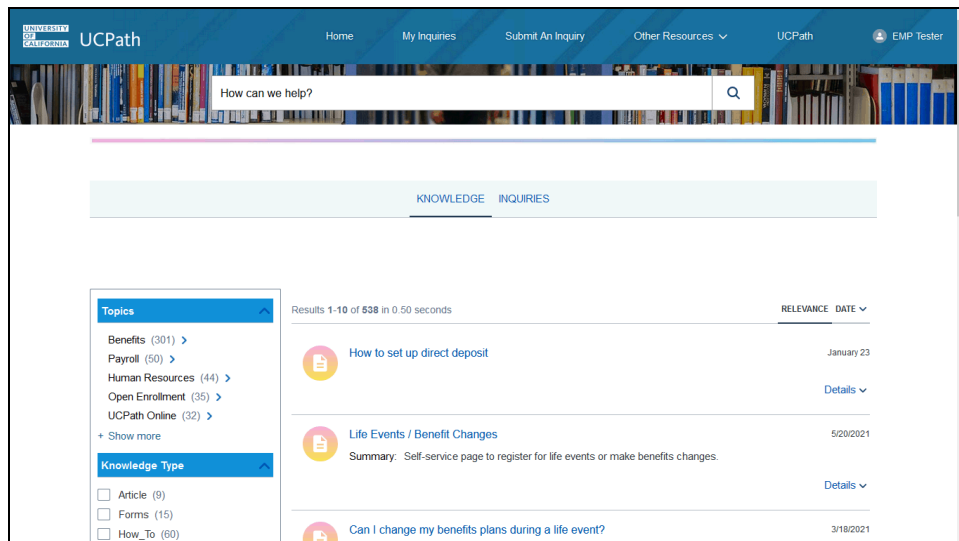 UNIVERSITY
OF
CALIFORNIA
UCPath
Home
My Inquiries
Submit An Inquiry
Other Resources
UCPath
EMP Tester
How can we help?
KNOWLEDGE
INQUIRIES
Topics
Benefits (301)
Payroll (50)
Human Resources (44)
Open Enrollment (35)
UCPath Online (32)
+ Show more
Knowledge Type
Article (9)
Forms (15)
How_To (60)
Results 1-10 of 538 in 0.50 seconds
RELEVANCE
DATE
How to set up direct deposit
January 23
Details
Life Events / Benefit Changes
5/20/2021
Summary: Self-service page to register for life events or make benefits changes.
Details
Can I change my benefits plans during a life event?
3/18/2021